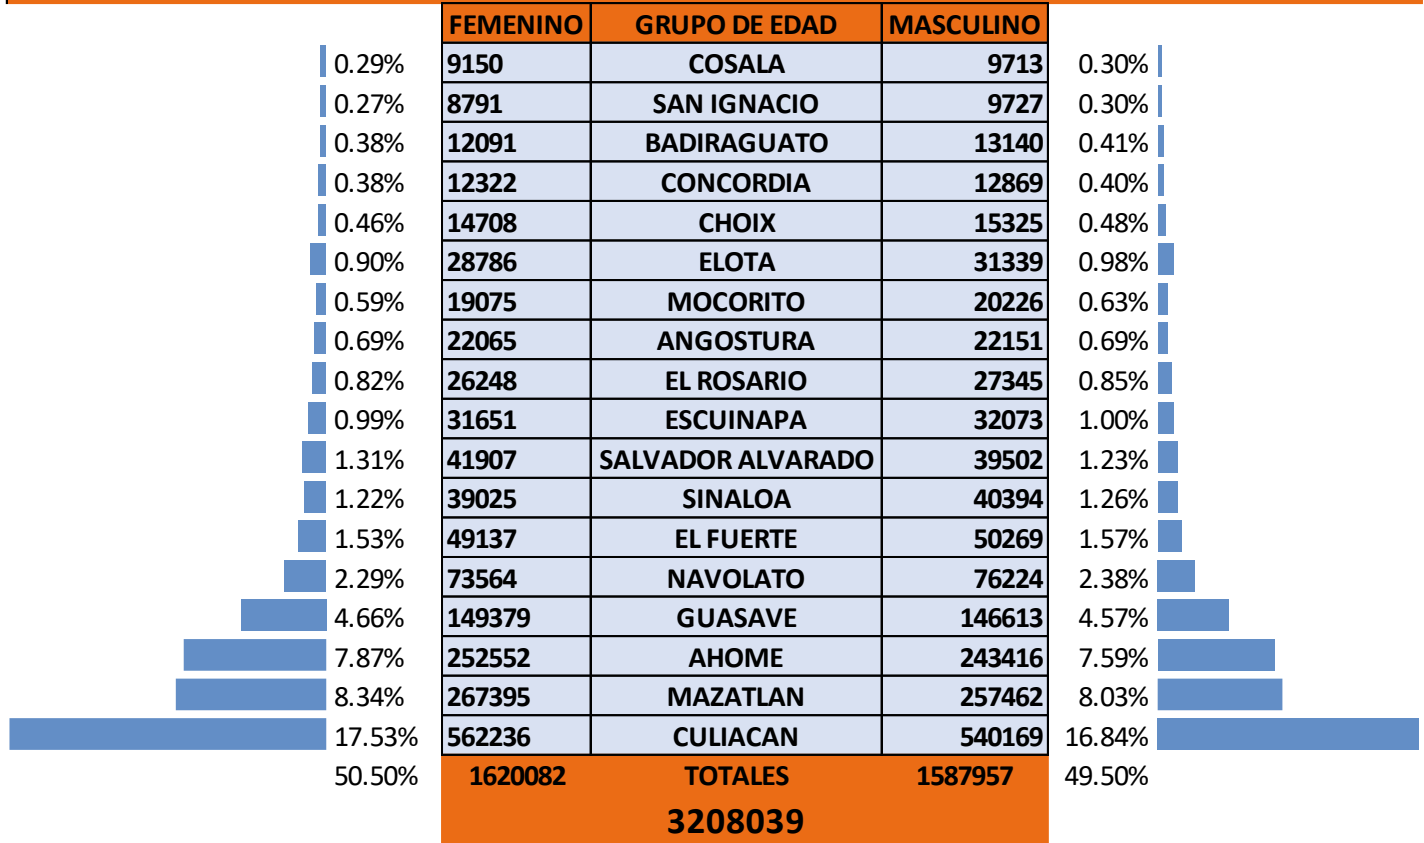 FEMENINO GRUPO DE EDAD MASCULINO
0.29% 9150 COSALA 9713 0.30%
0.27% 8791 SAN IGNACIO 9727 0.30%
0.38% 12091 BADIRAGUATO 13140 0.41%
0.38% 12322 CONCORDIA 12869 0.40%
0.46% 14708 CHOIX 15325 0.48%
0.90% 28786 ELOTA 31339 0.98%
0.59% 19075 MOCORITO 20226 0.63%
0.69% 22065 ANGOSTURA 22151 0.69%
0.82% 26248 EL ROSARIO 27345 0.85%
0.99% 31651 ESCUINAPA 32073 1.00%
1.31% 41907 SALVADOR ALVARADO 39502 1.23%
1.22% 39025 SINALOA 40394 1.26%
1.53% 49137 EL FUERTE 50269 1.57%
2.29% 73564 NAVOLATO 76224 2.38%
4.66% 149379 GUASAVE 146613 4.57%
7.87% 252552 AHOME 243416 7.59%
8.34% 267395 MAZATLAN 257462 8.03%
17.53% 562236 CULIACAN 540169 16.84%
50.50% 1620082 TOTALES 1587957 49.50%
3208039